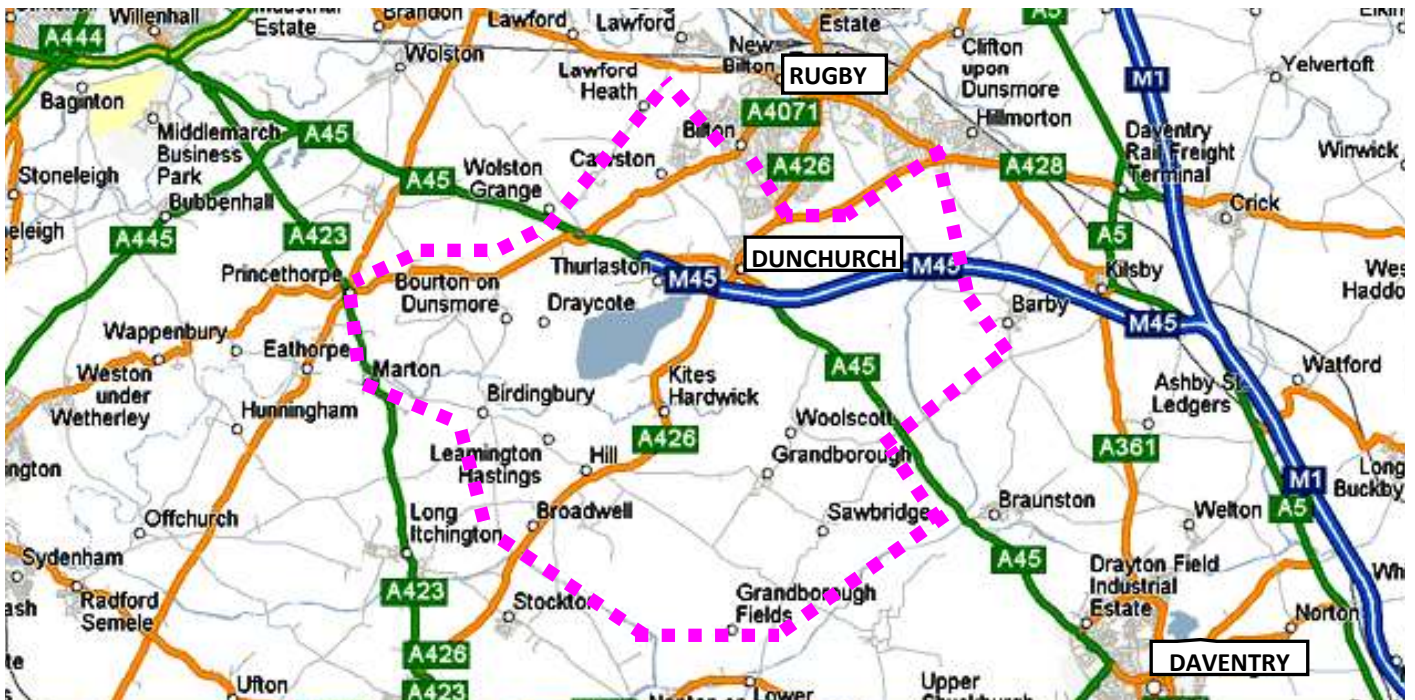 Willenhall
Estate
Brandon
Lawford
Long
Lawford
Estate
A5
A444
Wolston
New
Bilton
RUGBY
Clifton
upon
Dunsmore
M1
Yelvertoft
Baginton
Lawford
Heath
A4071
Hillmorton
Middlemarch
Business
Park
A45
Bilton
Daventry
Rail Freight
Terminal
Winwick
Stoneleigh
Wolston
Grange
Cawston
A426
A428
A45
Bubbenhall
Crick
A445
A423
A5
Princethorpe
Bourton on
Dunsmore
Thurlaston
DUNCHURCH
M45
M45
Kilsby
Draycote
Barby
M45
Wappenbury
Eathorpe
Marton
A45
Watford
Weston
under
Wetherley
Kites
Hardwick
Ashby St
Ledgers
Hunningham
Birdingbury
Woolscott
A426
A361
Leamington
Hastings
Hill
Grandborough
M1
Long
Buckby
Offchurch
Long
Itchington
Broadwell
Sawbridge
Braunston
Welton
A5
Sydenham
A45
Drayton Field
Industrial
Estate
A423
Radford
Semele
Stockton
Grandborough
Fields
Norton
A426
DAVENTRY
Ufton
A423
Lower
Upper